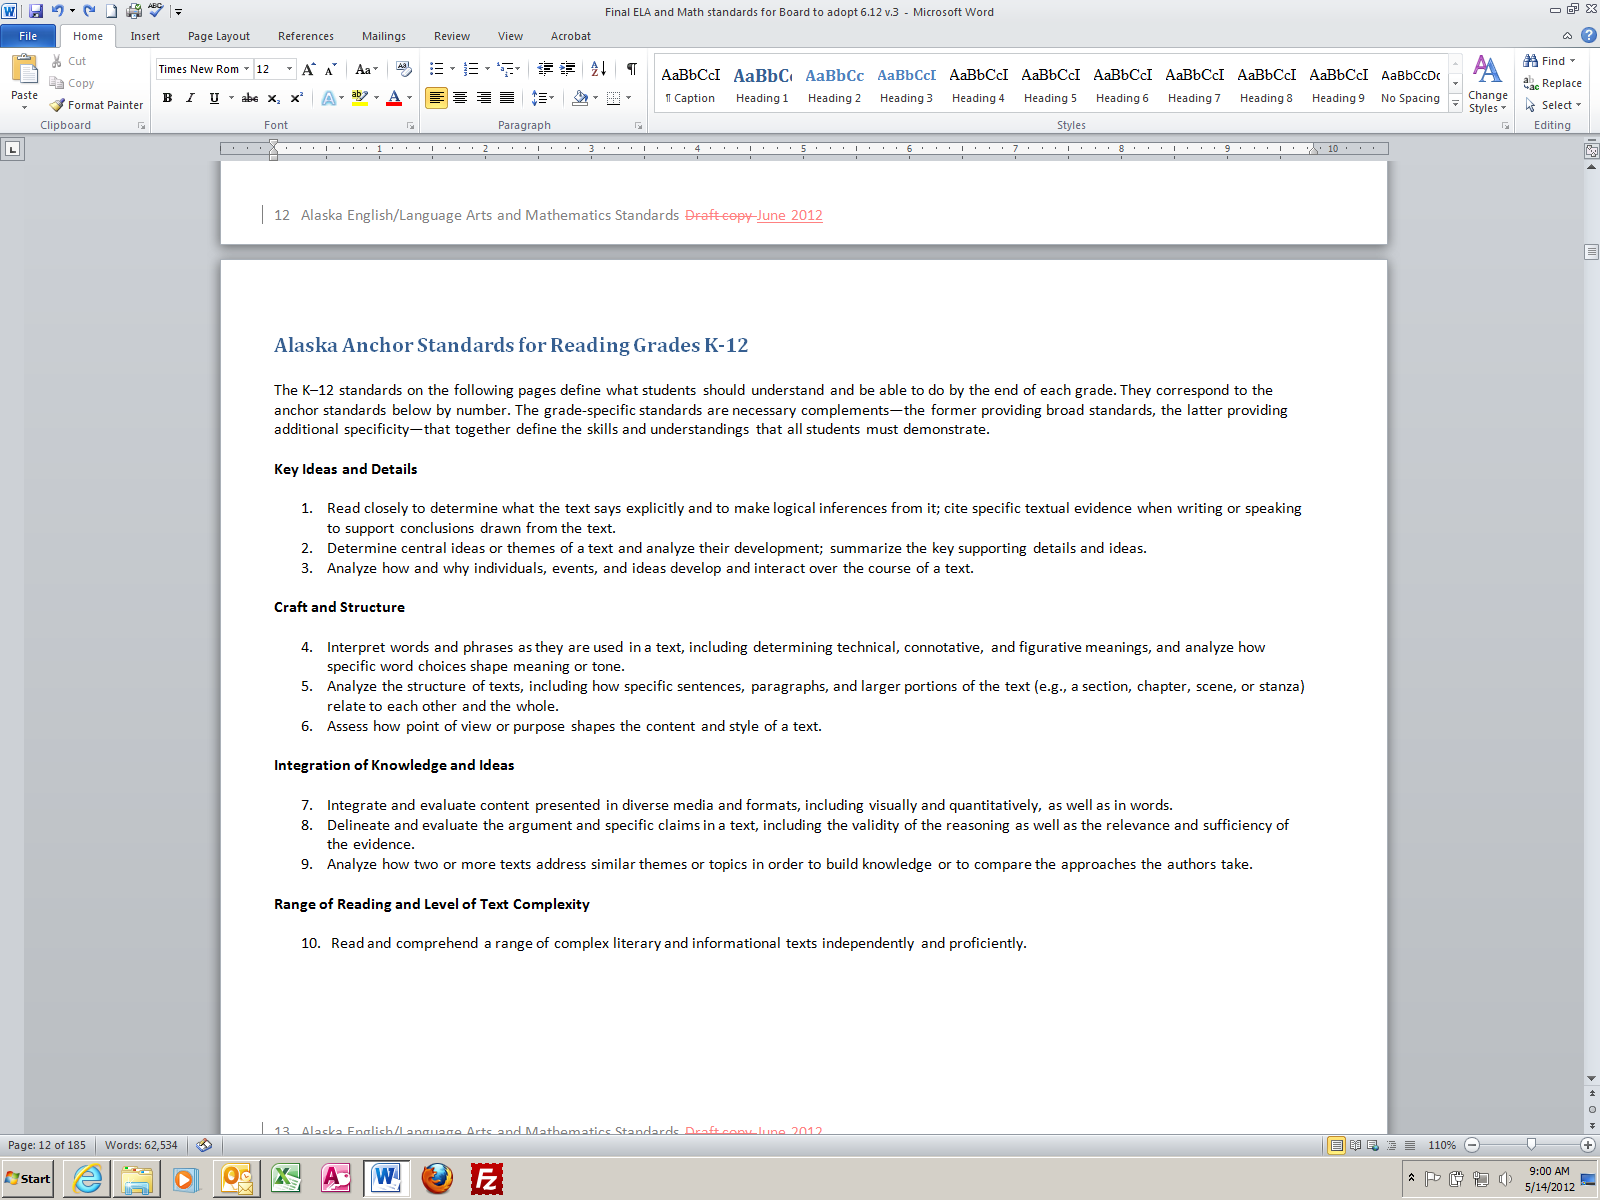 Final ELA and Math standards for Board to adopt 6.12 v.3 - Microsoft Word
File Home Insert Page Layout References Mailings Review View Acrobat
Paste
Cut
Copy
Format Painter
Clipboard
Times New Rom 12
Font
Paragraph
AaBbCcI AaBbCc AaBbCc AaBbCcI AaBbCcI AaBbCcI AaBbCcI AaBbCcI AaBbCcI AaBbCcI AaBbCcDc
¶ Caption Heading 1 Heading 2 Heading 3 Heading 4 Heading 5 Heading 6 Heading 7 Heading 8 Heading 9 No Spacing
Styles
Change Styles
Find
Replace
Select
Editing
1 2 3 4 5 6 7 8 9 10
12 Alaska English/Language Arts and Mathematics Standards Draft copy June 2012
Alaska Anchor Standards for Reading Grades K-12
The K–12 standards on the following pages define what students should understand and be able to do by the end of each grade. They correspond to the
anchor standards below by number. The grade-specific standards are necessary complements—the former providing broad standards, the latter providing
additional specificity—that together define the skills and understandings that all students must demonstrate.
Key Ideas and Details
1. Read closely to determine what the text says explicitly and to make logical inferences from it; cite specific textual evidence when writing or speaking
to support conclusions drawn from the text.
2. Determine central ideas or themes of a text and analyze their development; summarize the key supporting details and ideas.
3. Analyze how and why individuals, events, and ideas develop and interact over the course of a text.
Craft and Structure
4. Interpret words and phrases as they are used in a text, including determining technical, connotative, and figurative meanings, and analyze how
specific word choices shape meaning or tone.
5. Analyze the structure of texts, including how specific sentences, paragraphs, and larger portions of the text (e.g., a section, chapter, scene, or stanza)
relate to each other and the whole.
6. Assess how point of view or purpose shapes the content and style of a text.
Integration of Knowledge and Ideas
7. Integrate and evaluate content presented in diverse media and formats, including visually and quantitatively, as well as in words.
8. Delineate and evaluate the argument and specific claims in a text, including the validity of the reasoning as well as the relevance and sufficiency of
the evidence.
9. Analyze how two or more texts address similar themes or topics in order to build knowledge or to compare the approaches the authors take.
Range of Reading and Level of Text Complexity
10. Read and comprehend a range of complex literary and informational texts independently and proficiently.
13 Alaska English/Language Arts and Mathematics Standards Draft copy June 2012
Page: 12 of 185 Words: 62,534 110%
Start 9:00 AM
5/14/2012